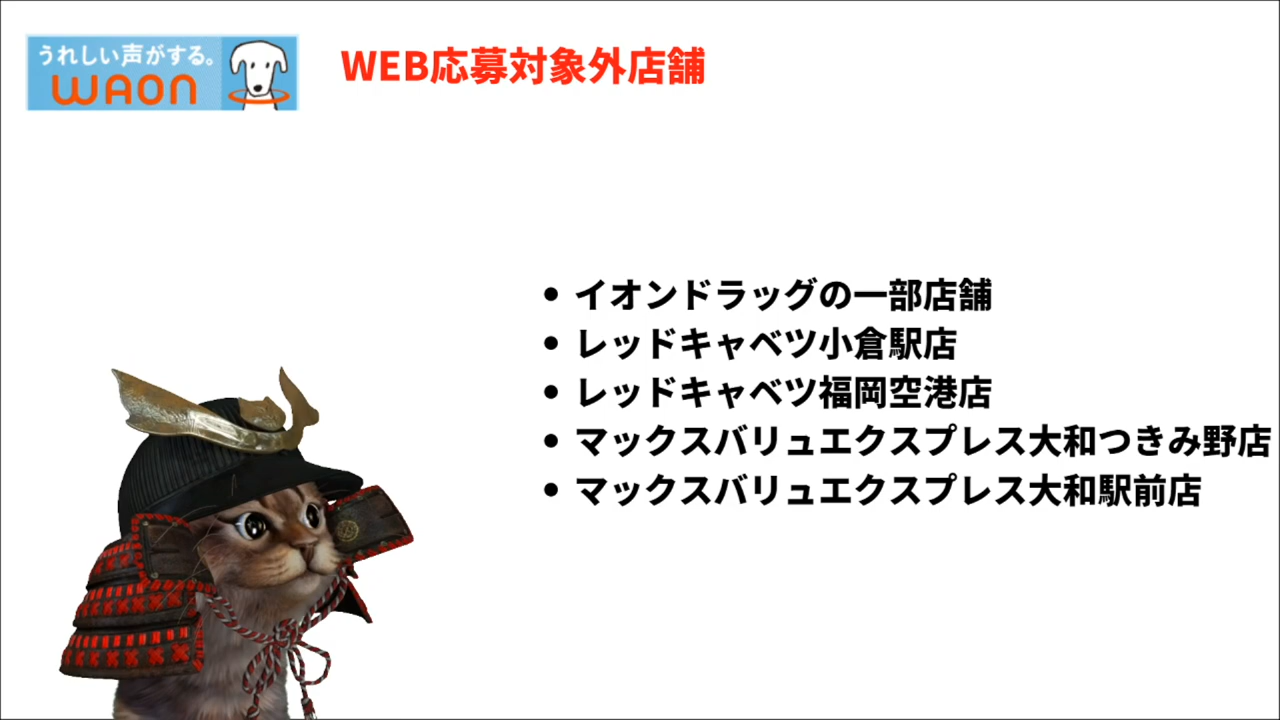 うれしい声がする。
WAON
WEB応募対象外店舗
• イオンドラッグの一部店舗
• レッドキャベツ小倉駅店
• レッドキャベツ福岡空港店
• マックスバリュエクスプレス大和つきみ野店
• マックスバリュエクスプレス大和駅前店